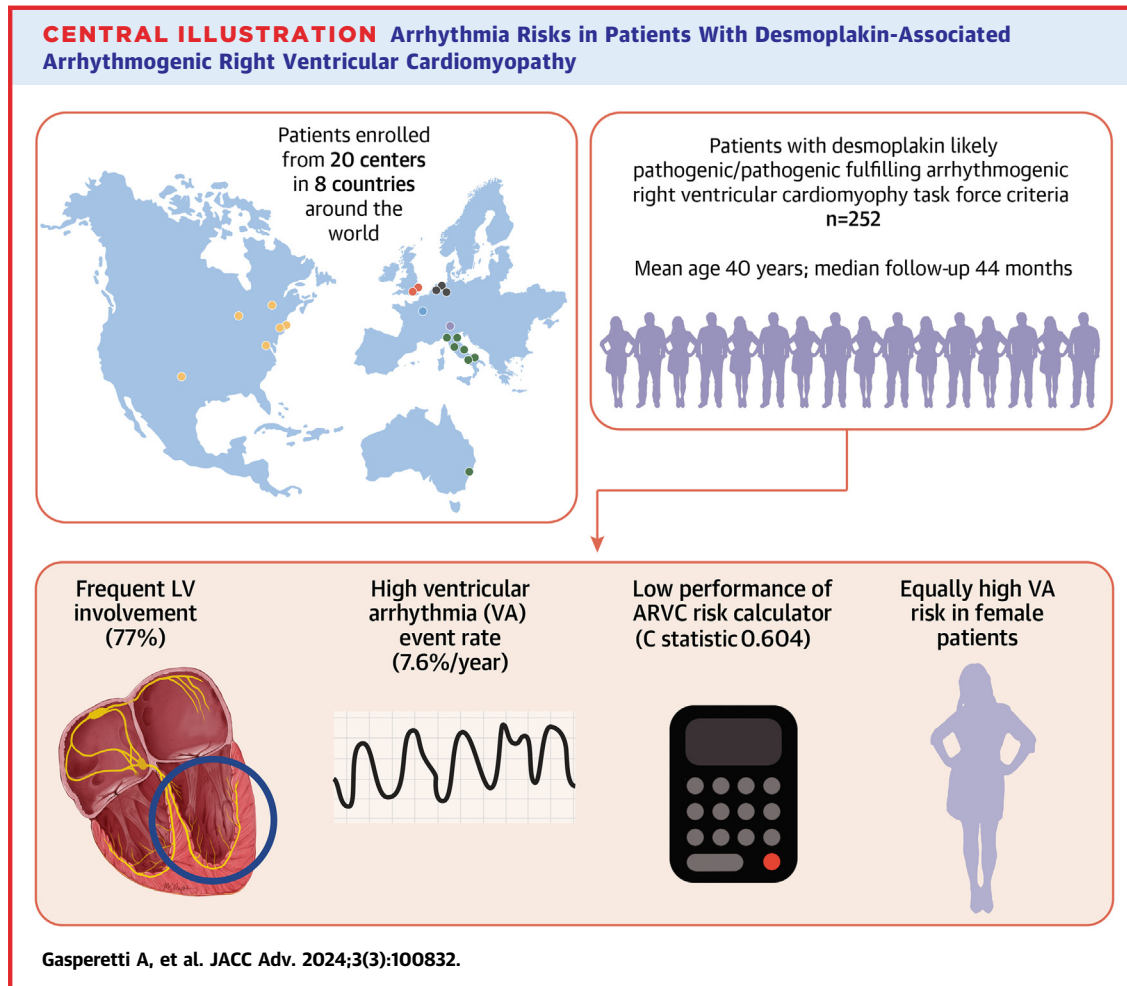 CENTRAL ILLUSTRATION Arrhythmia Risks in Patients With Desmoplakin-Associated
Arrhythmogenic Right Ventricular Cardiomyopathy
Patients enrolled
from 20 centers
in 8 countries
around the
world
Patients with desmoplakin likely
pathogenic/pathogenic fulfilling arrhythmogenic
right ventricular cardiomyophy task force criteria
n=252
Mean age 40 years; median follow-up 44 months
Frequent LV
involvement
(77%)
High ventricular
arrhythmia (VA)
event rate
(7.6%/year)
Low performance of
ARVC risk calculator
(C statistic 0.604)
Equally high VA
risk in female
patients
Gasperetti A, et al. JACC Adv. 2024;3(3):100832.